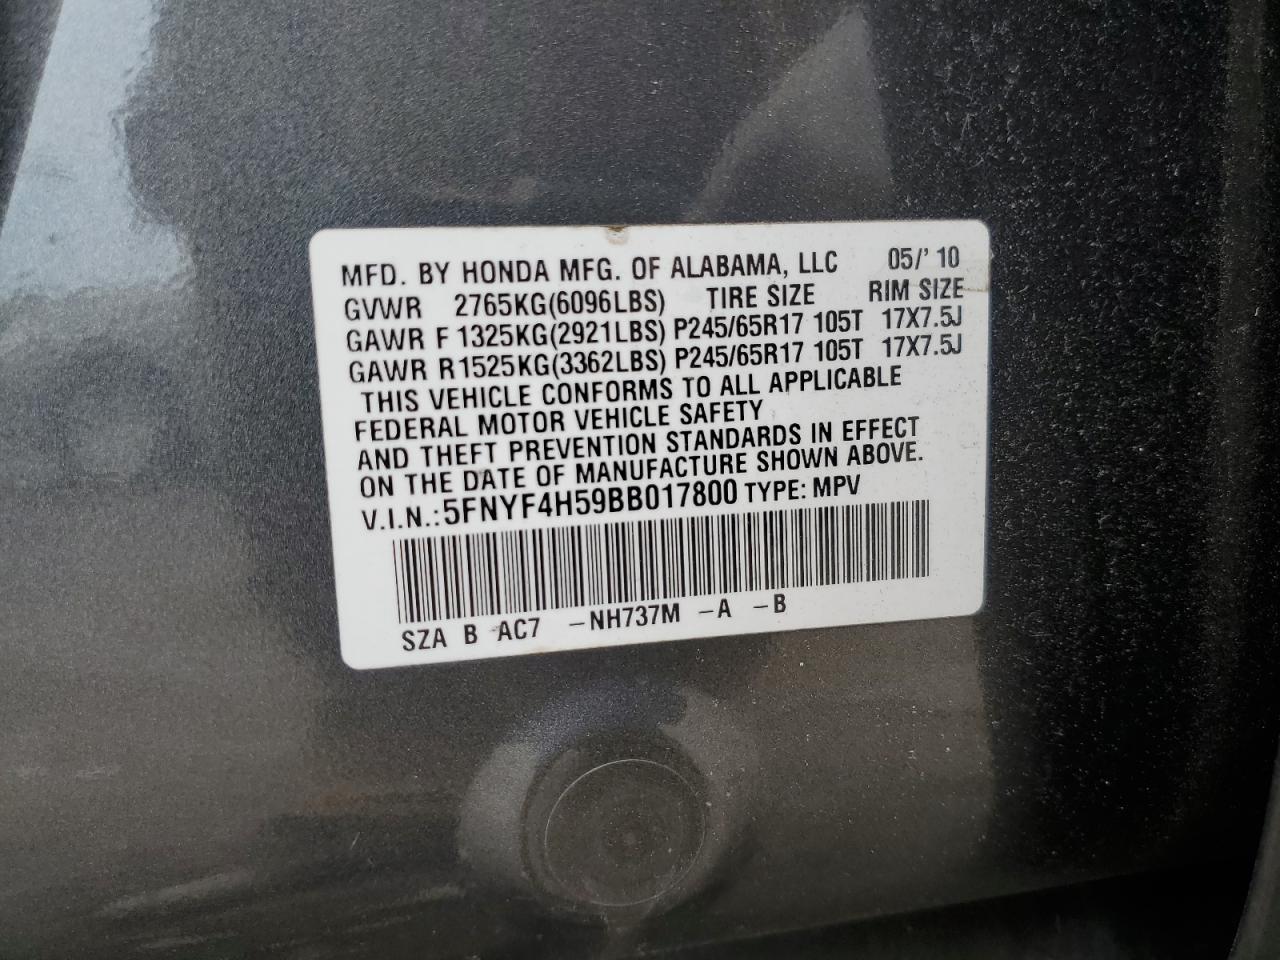 MFD. BY HONDA MFG. OF ALABAMA, LLC 05/' 10
GVWR 2765KG(6096LBS) TIRE SIZE RIM SIZE
GAWR F 1325KG(2921LBS) P245/65R17 105T 17X7.5J
GAWR R1525KG(3362LBS) P245/65R17 105T 17X7.5J
THIS VEHICLE CONFORMS TO ALL APPLICABLE
FEDERAL MOTOR VEHICLE SAFETY
AND THEFT PREVENTION STANDARDS IN EFFECT
ON THE DATE OF MANUFACTURE SHOWN ABOVE.
V.I.N.:5FNYF4H59BB017800 TYPE: MPV
SZA B AC7 –NH737M –A –B